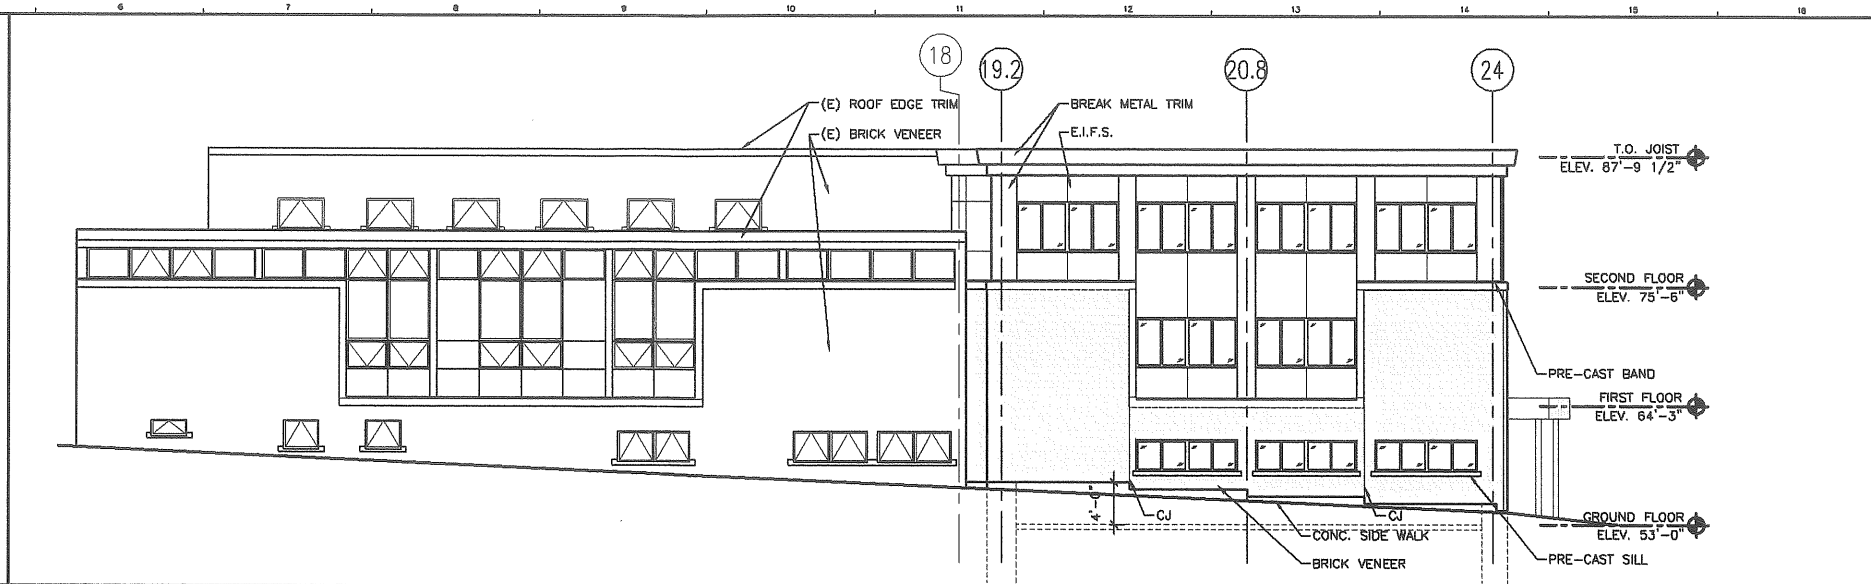 6 7 8 9 10 11 12 13 14 15 16
18
19.2
20.8
24
(E) ROOF EDGE TRIM
(E) BRICK VENEER
BREAK METAL TRIM
E.I.F.S.
T.O. JOIST
ELEV. 87'-9 1/2"
SECOND FLOOR
ELEV. 75'-6"
PRE-CAST BAND
FIRST FLOOR
ELEV. 64'-3"
4'-0"
CJ
CJ
GROUND FLOOR
ELEV. 53'-0"
CONC. SIDE WALK
BRICK VENEER
PRE-CAST SILL